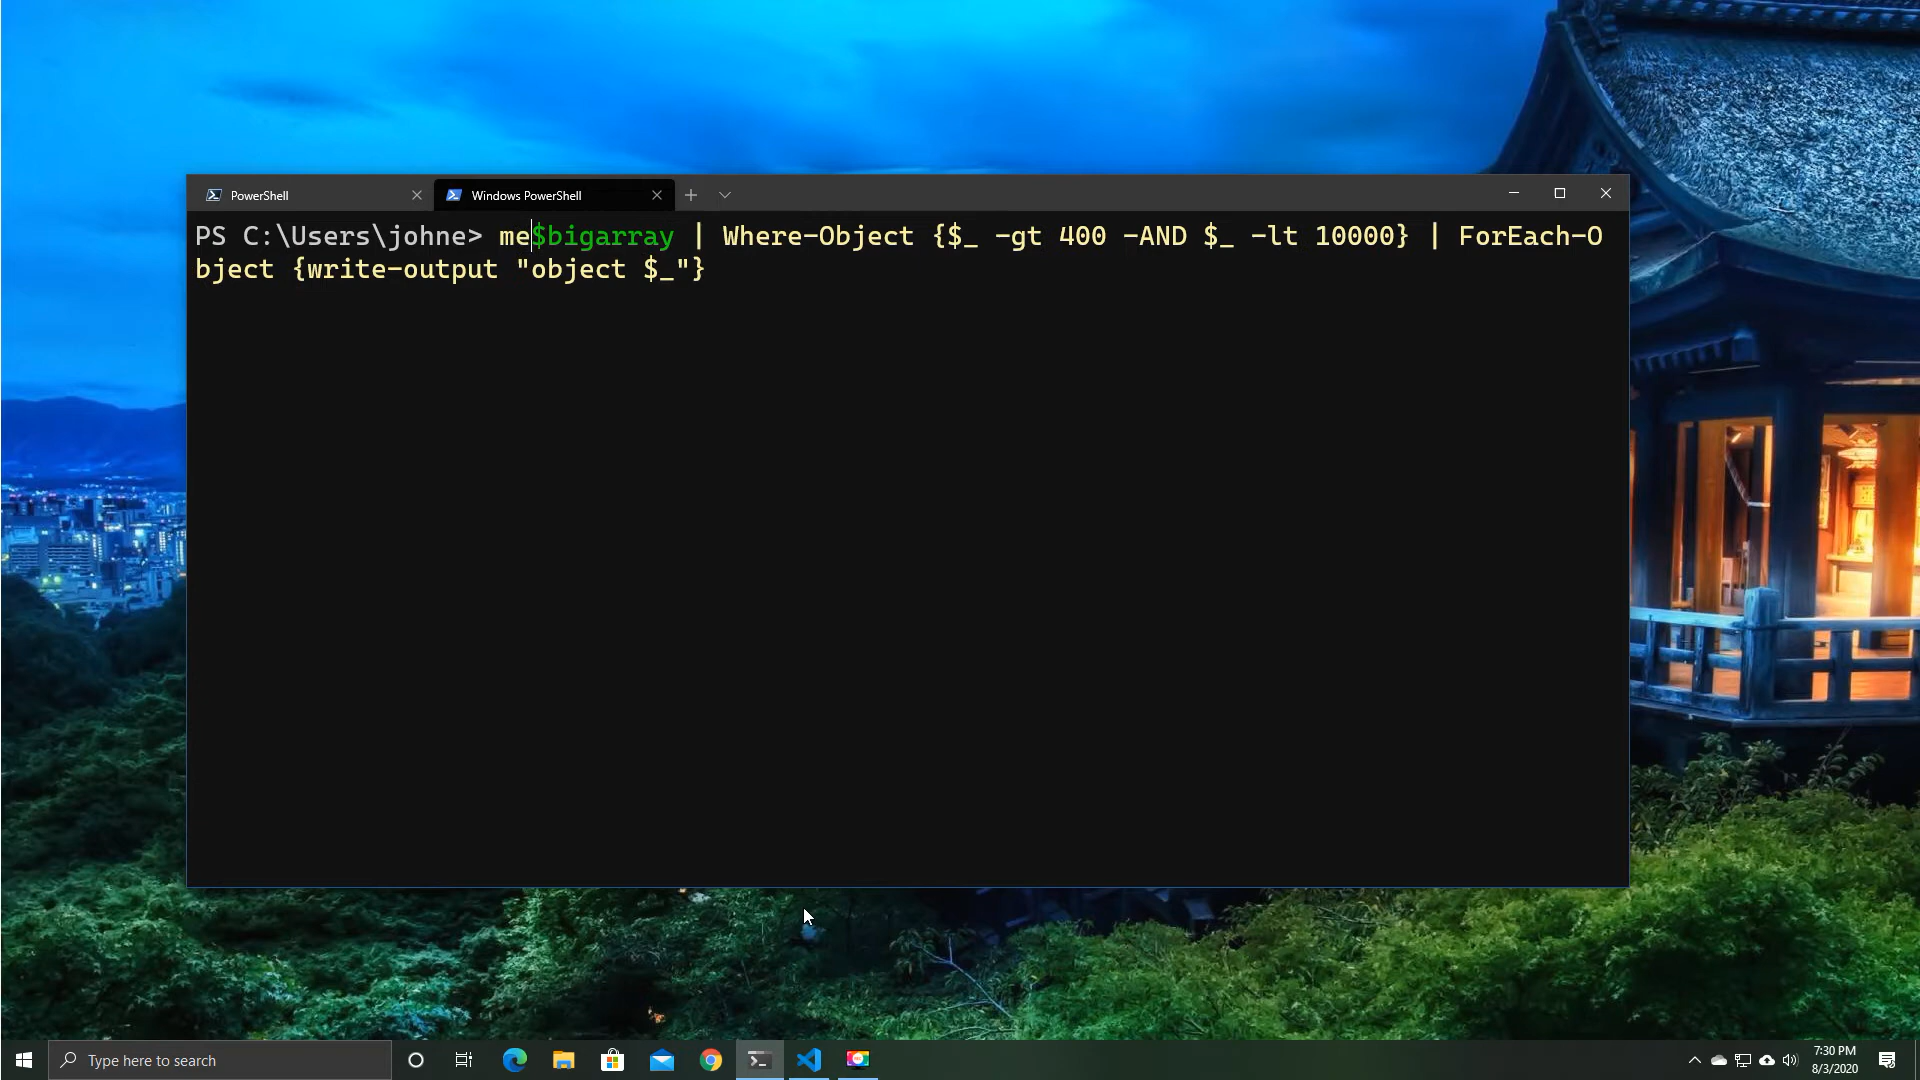 PowerShell
Windows PowerShell
PS C:\Users\johne> me$bigarray | Where-Object {$_ -gt 400 -AND $_ -lt 10000} | ForEach-O
bject {write-output "object $_"}
Type here to search
7:30 PM
8/3/2020